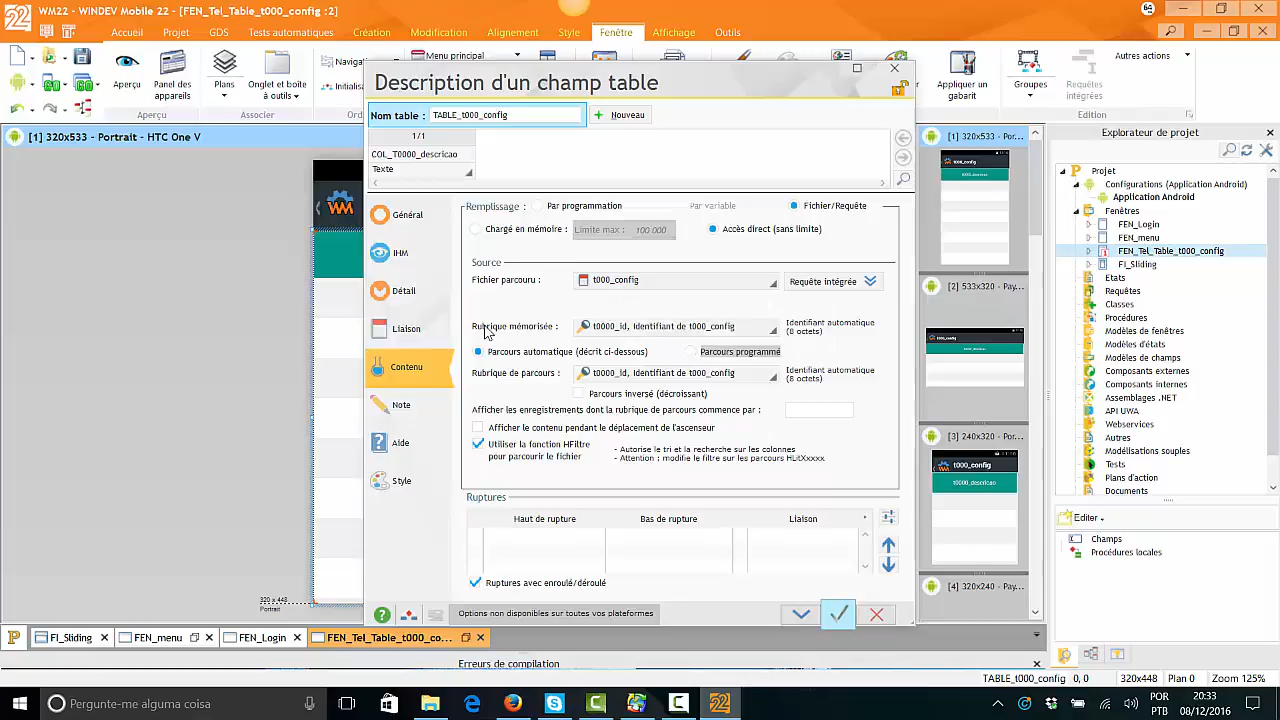 WM22 - WINDEV Mobile 22 - [FEN_Tel_Table_t000_config :2]
64
22
Accueil
Projet
GDS
Tests automatiques
Création
Modification
Alignement
Style
Fenêtre
Affichage
Outils
Aperçu
Panel des appareils
Aperçu
Plans
Onglet et boite à outils
Associer
Menu principal
Appliquer un gabarit
Groupes
Requêtes intégrées
Autres actions
Edition
[1] 320x533 - Portrait - HTC One V
Description d'un champ table
Nom table :
TABLE_t000_config
Nouveau
1/1
COL_T0000_descricao
Texte
Général
IHM
Détail
Liaison
Contenu
Note
Aide
Style
Remplissage :
Par programmation
Par variable
Fichier/Requête
Chargé en mémoire :
Limite max : 100 000
Accès direct (sans limite)
Source
Fichier parcouru :
t000_config
Requête intégrée
Rubrique mémorisée :
t0000_id, Identifiant de t000_config
Identifiant automatique (8 octets)
Parcours automatique (décrit ci-dessous)
Parcours programmé
Rubrique de parcours :
t0000_id, Identifiant de t000_config
Identifiant automatique (8 octets)
Parcours inversé (décroissant)
Afficher les enregistrements dont la rubrique de parcours commence par :
Afficher le contenu pendant le déplacement de l'ascenseur
Utiliser la fonction HFiltre pour parcourir le fichier
- Autorise le tri et la recherche sur les colonnes
- Attention : modifie le filtre sur les parcours HLitXxxxx
Ruptures
Haut de rupture
Bas de rupture
Liaison
Ruptures avec enroulé/déroulé
Options non disponibles sur toutes vos plateformes
320 x 448
Portrait
[1] 320x533 - Por...
t000_config
t0000_descricao
[2] 533x320 - Pay...
[3] 240x320 - Por...
t000_config
t0000_descricao
[4] 320x240 - Pay...
Explorateur de projet
Projet
Configurations (Application Android)
Application Android
Fenêtres
FEN_Login
FEN_menu
FEN_Tel_Table_t000_config
FI_Sliding
Etats
Requêtes
Classes
Procédures
Modèles de fenêtres
Modèles de champs
Composants externes
Composants internes
Assemblages .NET
API UWA
Webservices
Autres
Modélisations souples
Tests
Plans d'action
Documents
Editer
Champs
Procédures locales
FI_Sliding
FEN_menu
FEN_Login
FEN_Tel_Table_t000_co...
Erreurs de compilation
TABLE_t000_config
0, 0
320x448
Plan 0
Zoom 125%
Pergunte-me alguma coisa
22
POR
PTB
20:33
08/12/2016